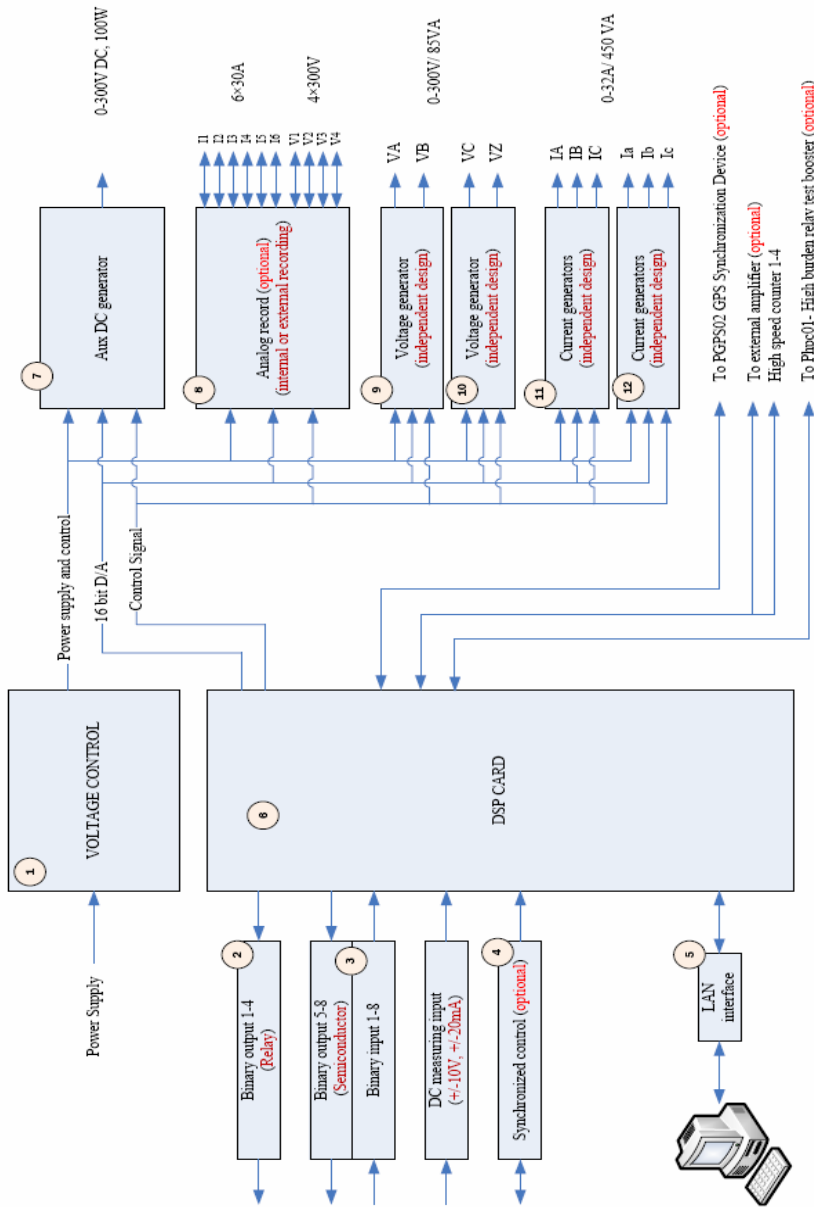 Power Supply
1
VOLTAGE CONTROL
Power supply and control
16 bit D/A
Control Signal
2
Binary output 1-4
(Relay)
Binary output 5-8
(Semiconductor)
3
Binary input 1-8
DC measuring input
(+/-10V, +/-20mA)
4
Synchronized control (optional)
5
LAN
interface
6
DSP CARD
7
Aux DC generator
0-300V DC, 100W
8
Analog record (optional)
(internal or external recording)
I1
I2
I3
I4
I5
I6
6×30A
V1
V2
V3
V4
4×300V
9
Voltage generator
(independent design)
VA
VB
0-300V/ 85VA
10
Voltage generator
(independent design)
VC
VZ
11
Current generators
(independent design)
IA
IB
IC
0-32A/ 450 VA
12
Current generators
(independent design)
Ia
Ib
Ic
To PGPS02 GPS Synchronization Device (optional)
To external amplifier (optional)
High speed counter 1-4
To Phoc01- High burden relay test booster (optional)